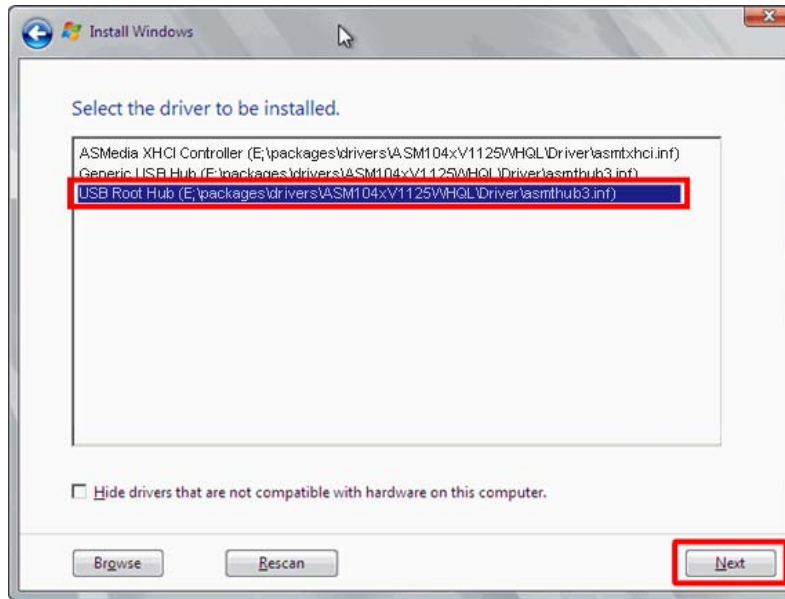 Install Windows
Select the driver to be installed.
ASMedia XHCI Controller (E;\packages\drivers\ASM104xV1125WHQL\Driver\asmtxhci.inf)
Generic USB Hub (E;\packages\drivers\ASM104xV1125WHQL\Driver\asmthub3.inf)
USB Root Hub (E;\packages\drivers\ASM104xV1125WHQL\Driver\asmthub3.inf)
Hide drivers that are not compatible with hardware on this computer.
Browse Rescan Next